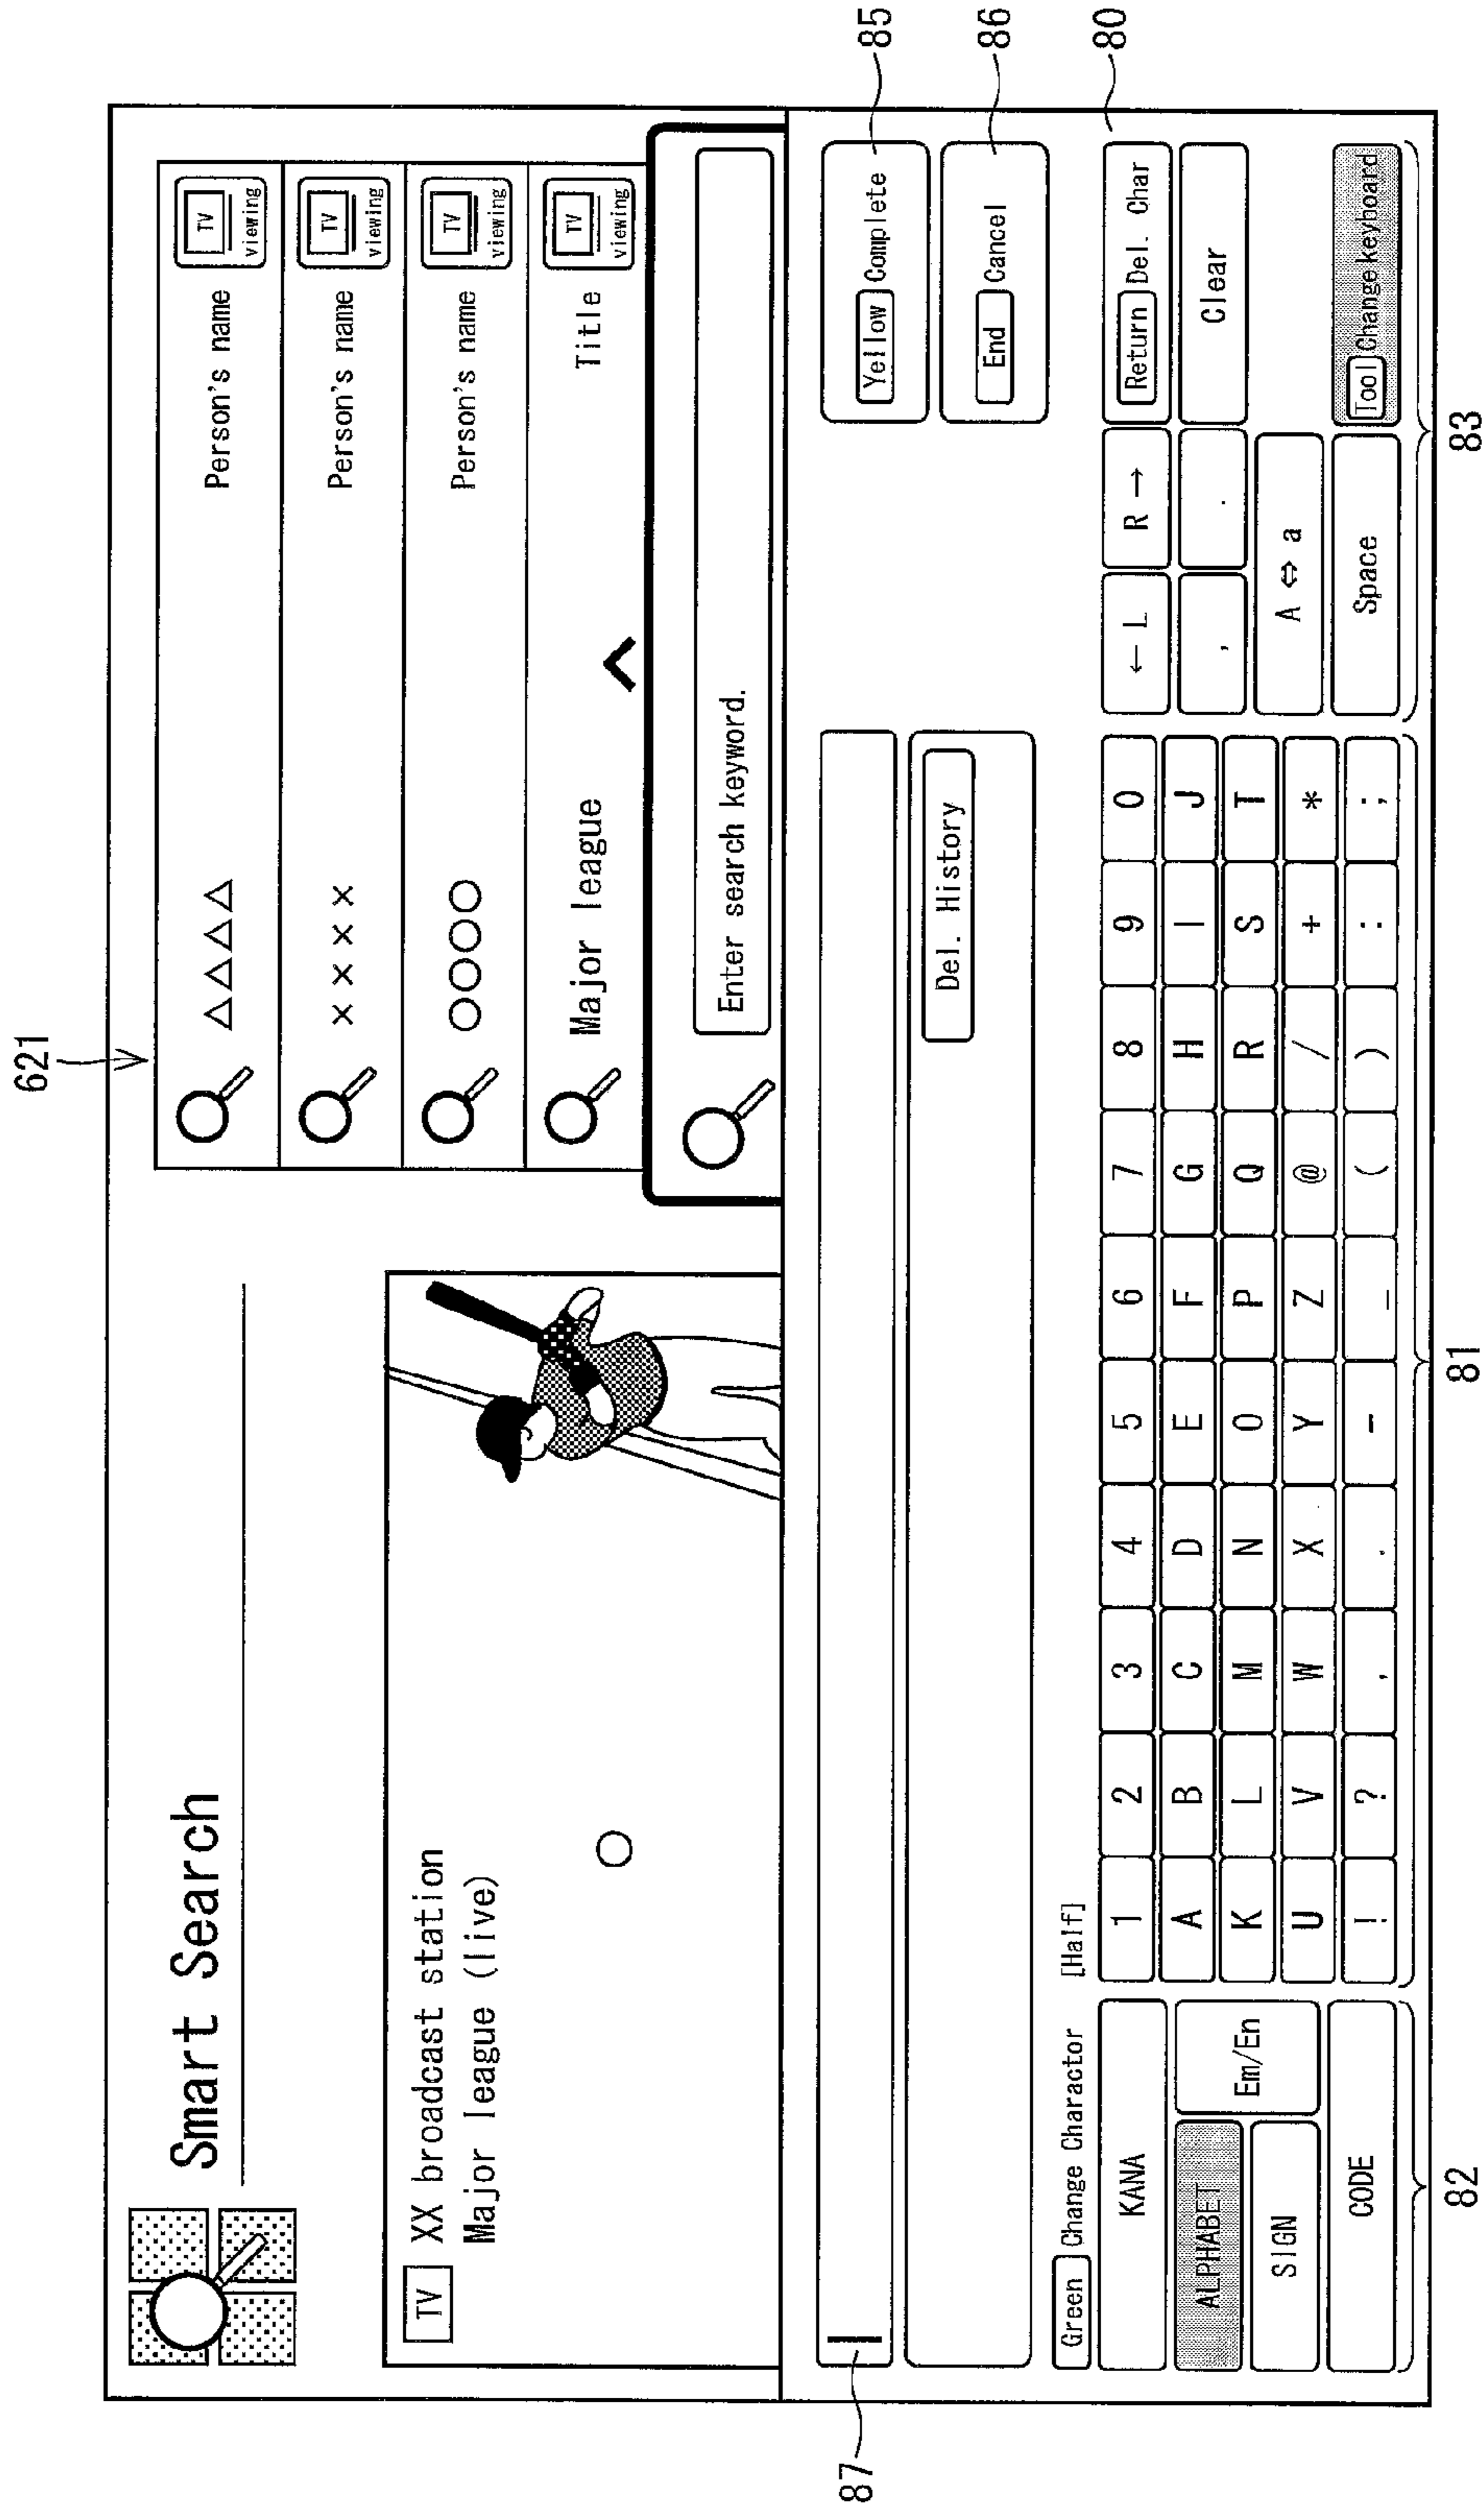 621
Smart Search
TV XX broadcast station
Major league (live)
△△△△ Person's name TV viewing
×××× Person's name TV viewing
○○○○ Person's name TV viewing
Major league Title TV viewing
Enter search keyword.
87
Yellow Complete
85
Del. History
End Cancel
86
80
Green Change Charactor [Half]
KANA
ALPHABET
Em/En
SIGN
CODE
1 2 3 4 5 6 7 8 9 0
A B C D E F G H I J
K L M N O P Q R S T
U V W X Y Z @ / + *
! ? , . - _ ( ) : ;
← L R → Return Del. Char
, . Clear
A ⇔ a
Space Tool Change keyboard
82
81
83